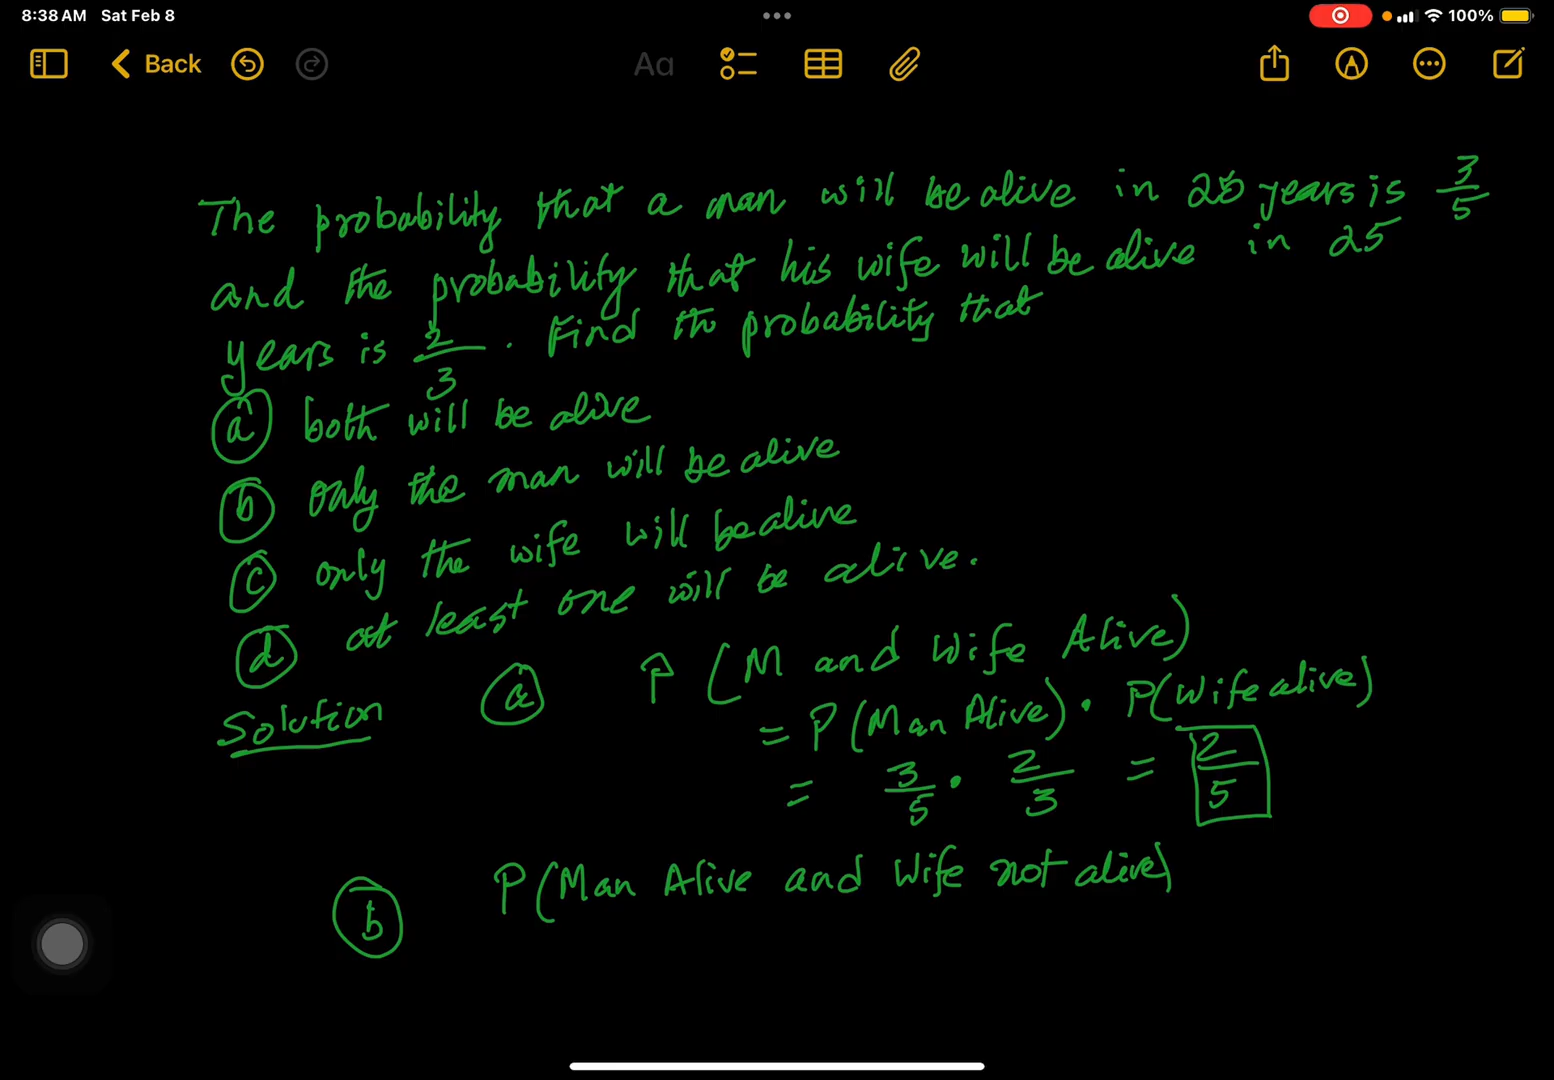 8:38 AM Sat Feb 8
100%
Back
Aa
The probability that a man will be alive in 25 years is 3/5
and the probability that his wife will be alive in 25
years is 2/3. Find the probability that
(a) both will be alive
(b) only the man will be alive
(c) only the wife will be alive
(d) at least one will be alive.
Solution (a) P (M and Wife Alive)
= P (Man Alive) · P(Wife alive)
= 3/5 · 2/3 = 2/5
(b) P (Man Alive and Wife not alive)